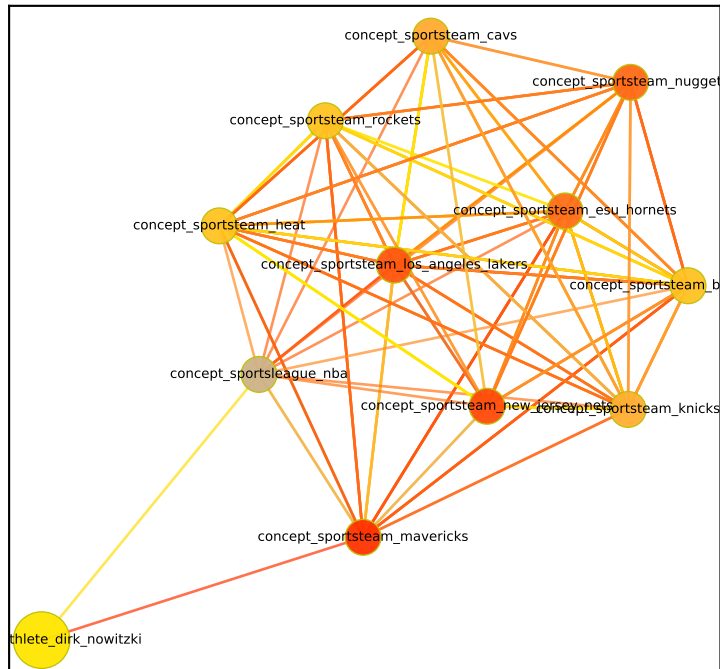 concept_sportsteam_cavs
concept_sportsteam_nugget
concept_sportsteam_rockets
concept_sportsteam_esu_hornets
concept_sportsteam_heat
concept_sportsteam_los_angeles_lakers
concept_sportsteam_b
concept_sportsleague_nba
concept_sportsteam_new_jersey_nets
concept_sportsteam_knicks
concept_sportsteam_mavericks
thlete_dirk_nowitzki